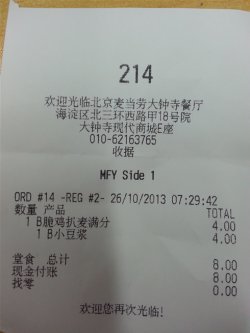 214
欢迎光临北京麦当劳大钟寺餐厅
海淀区北三环西路甲18号院
大钟寺现代商城E座
010-62163765
收据
MFY Side 1
ORD #14 -REG #2- 26/10/2013 07:29:42
数量 产品 TOTAL
1 B脆鸡扒麦满分 4.00
1 B小豆浆 4.00
堂食 总计 8.00
现金付账 8.00
找零 0.00
欢迎您再次光临!